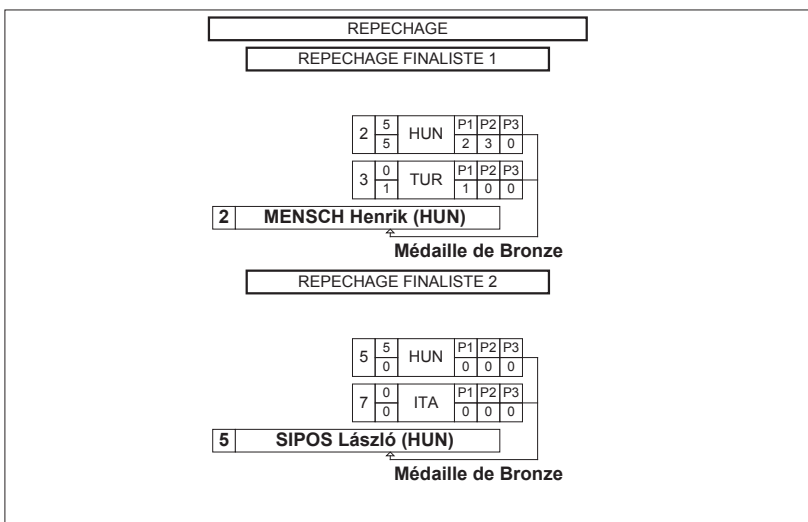 REPECHAGE
REPECHAGE FINALISTE 1
5 P1 P2 P3
2 HUN
5 2 3 0
0 P1 P2 P3
3 TUR
1 1 0 0
2 MENSCH Henrik (HUN)
Médaille de Bronze
REPECHAGE FINALISTE 2
5 P1 P2 P3
5 HUN
0 0 0 0
0 P1 P2 P3
7 ITA
0 0 0 0
5 SIPOS László (HUN)
Médaille de Bronze